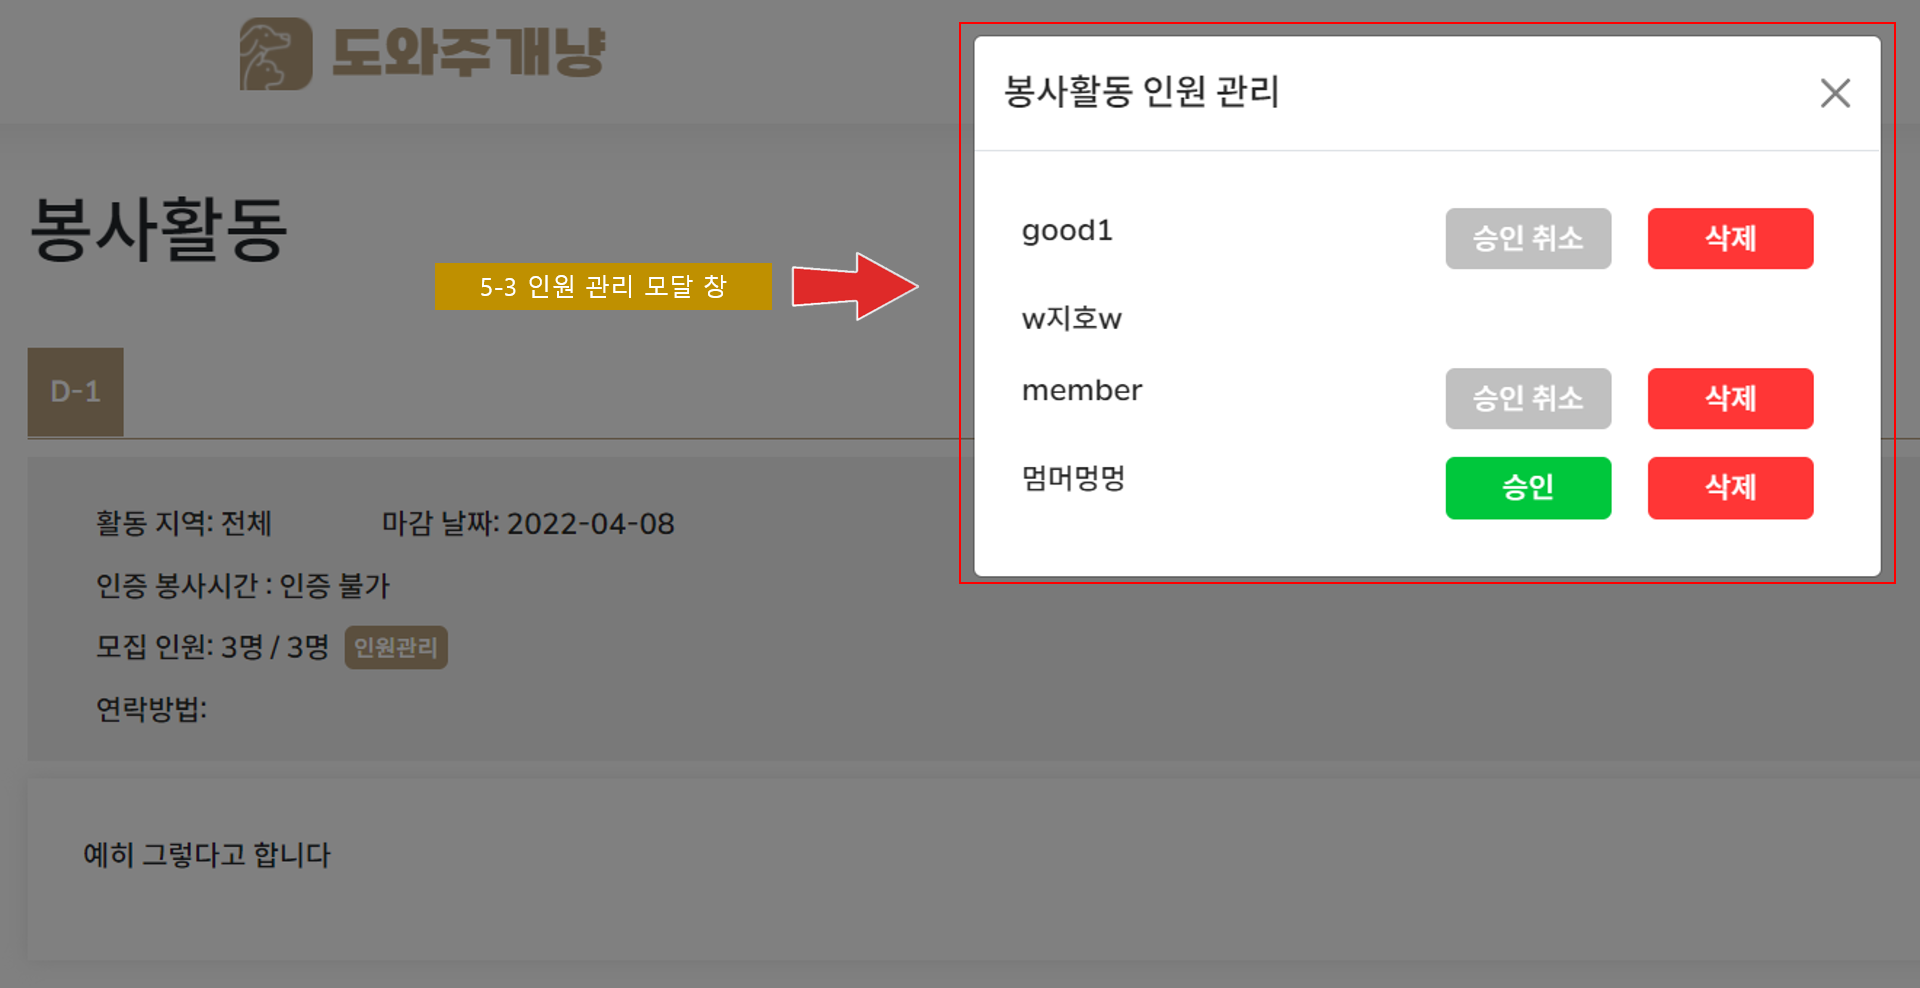 도와주개냥
봉사활동
5-3 인원 관리 모달 창
D-1
활동 지역: 전체 마감 날짜: 2022-04-08
인증 봉사시간 : 인증 불가
모집 인원: 3명 / 3명 인원관리
연락방법:
예히 그렇다고 합니다
봉사활동 인원 관리
good1 승인 취소 삭제
w지호w
member 승인 취소 삭제
멈머멍멍 승인 삭제